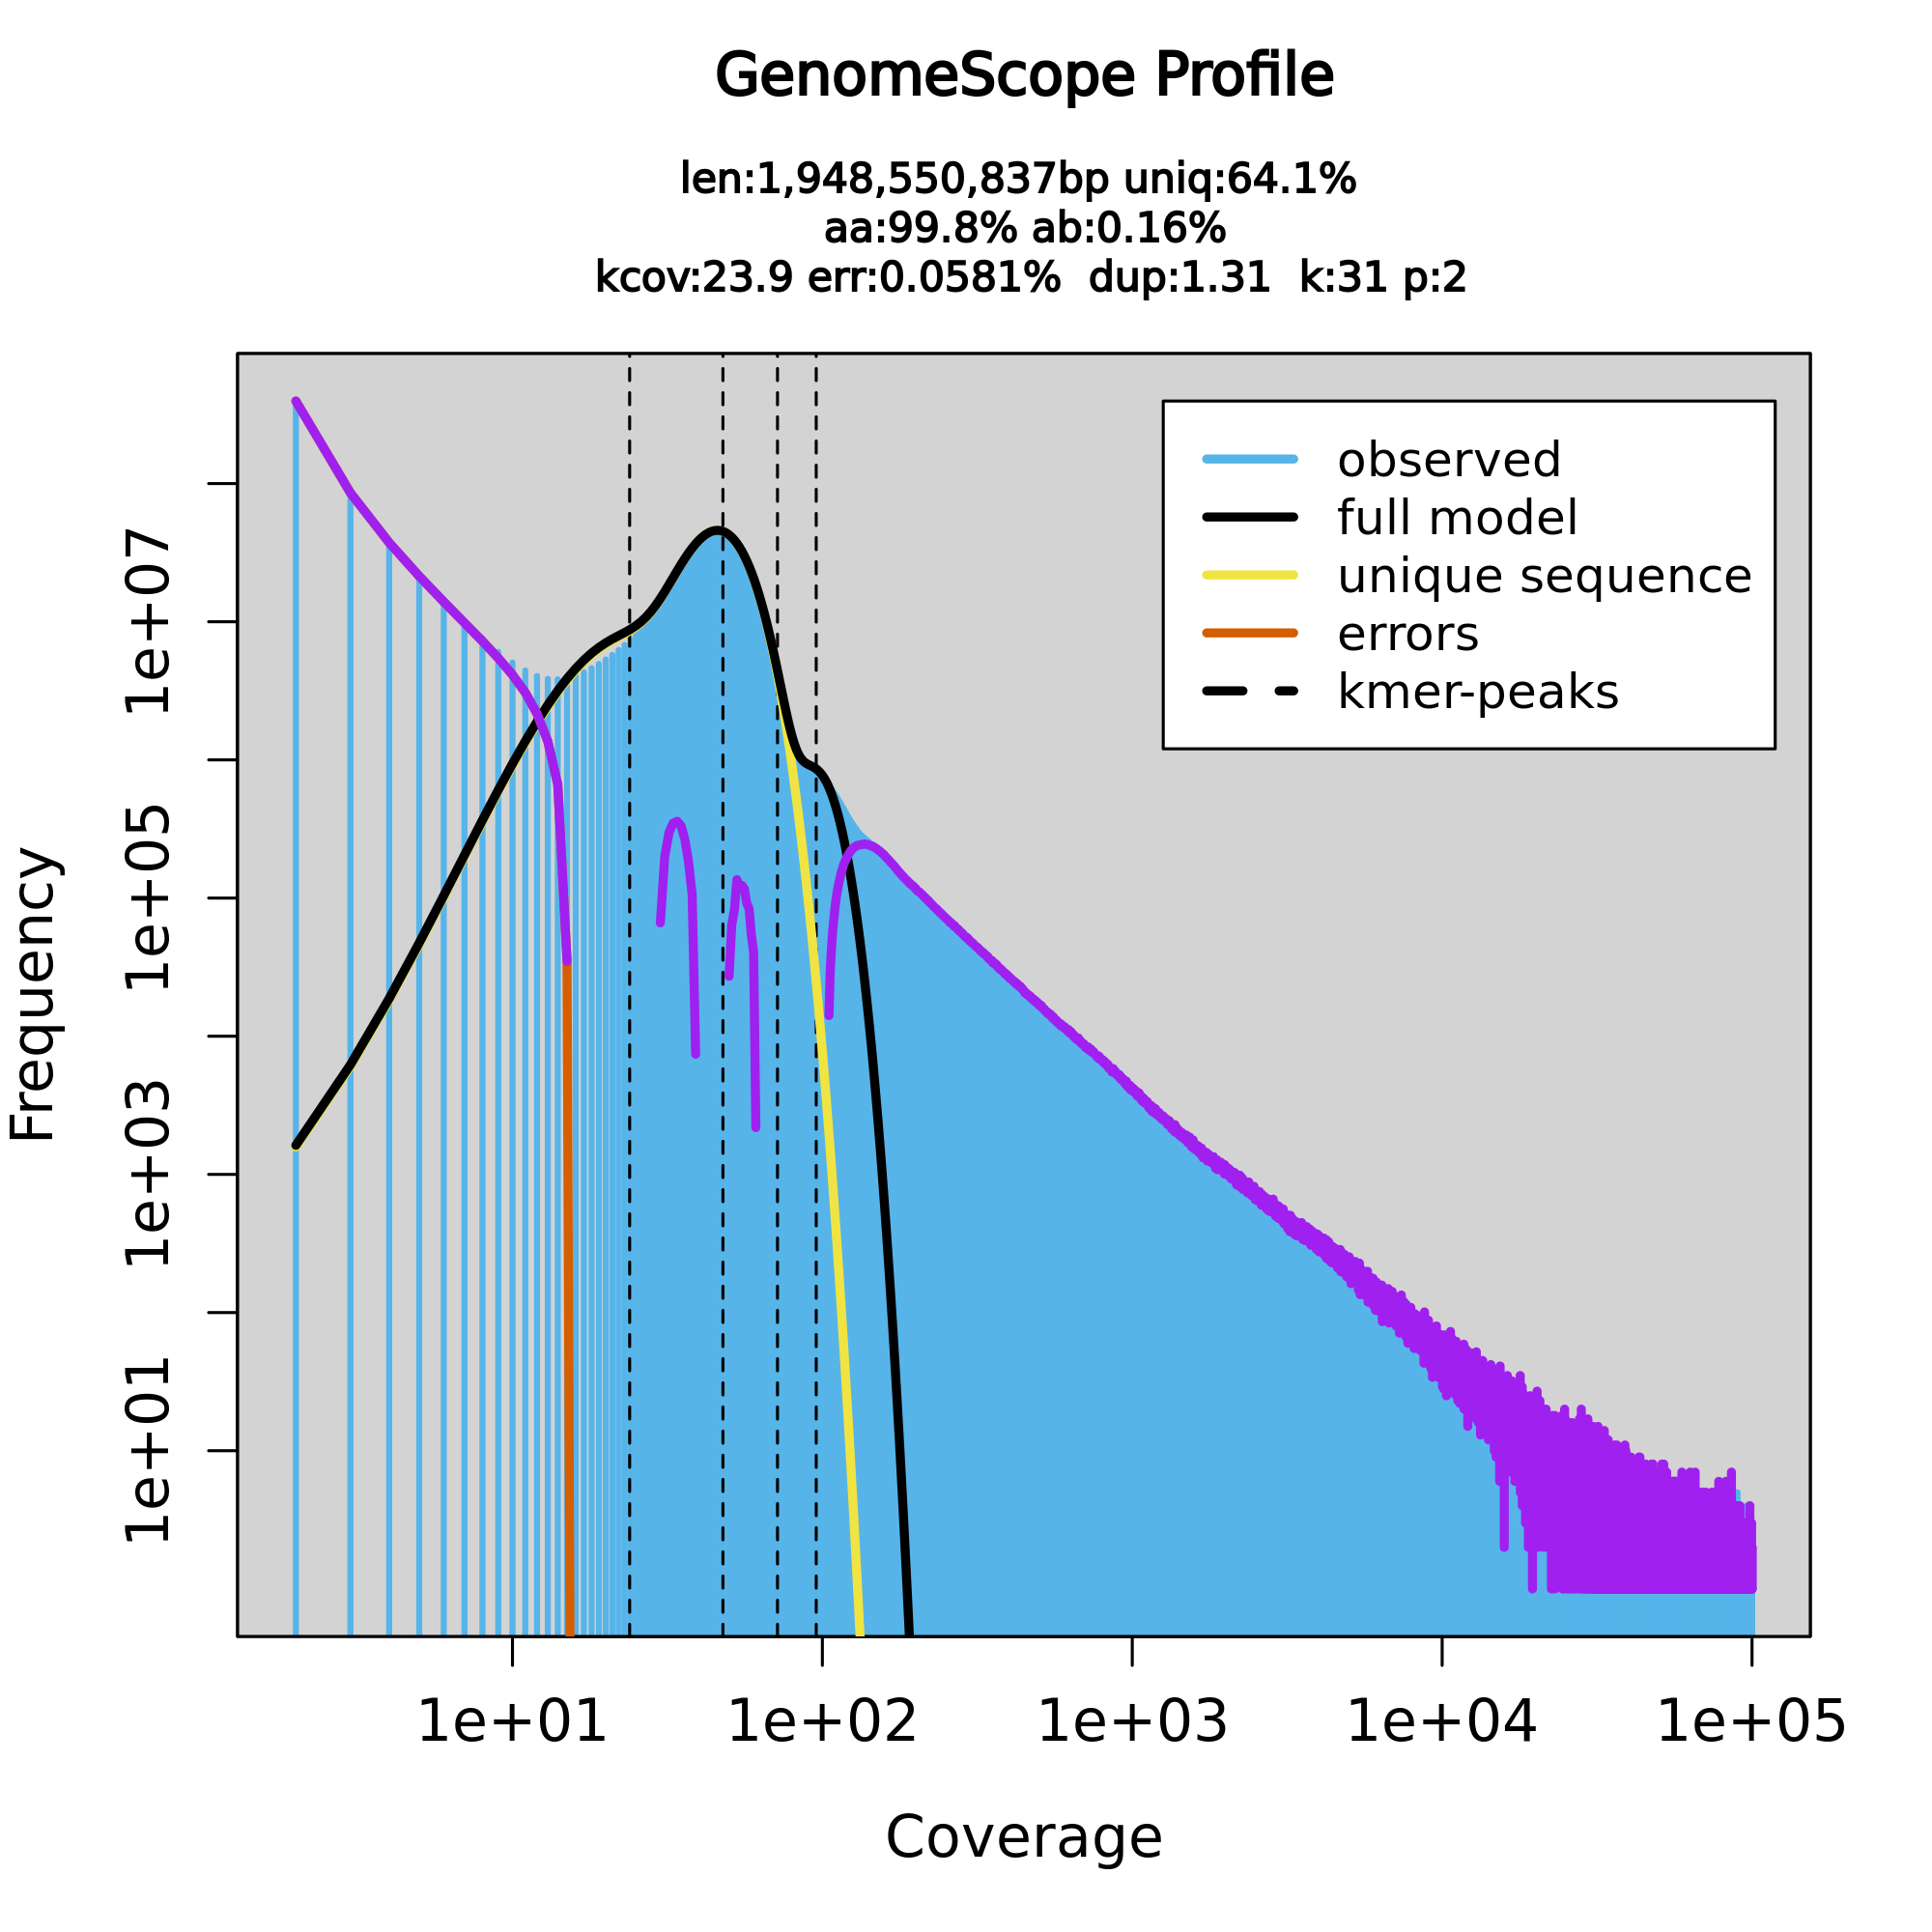 GenomeScope Profile
len:1,948,550,837bp uniq:64.1%
aa:99.8% ab:0.16%
kcov:23.9 err:0.0581% dup:1.31 k:31 p:2
observed
full model
unique sequence
errors
kmer-peaks
Frequency
1e+07
1e+05
1e+03
1e+01
1e+01 1e+02 1e+03 1e+04 1e+05
Coverage